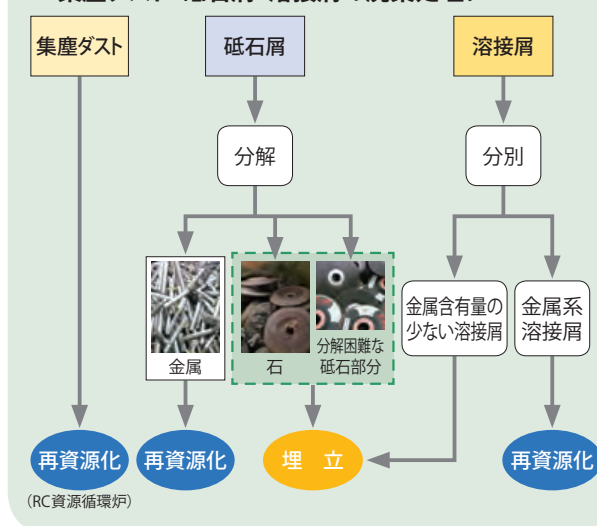 集塵ダスト
砥石屑
溶接屑
分解
分別
金属
石
分解困難な
砥石部分
金属含有量の
少ない溶接屑
金属系
溶接屑
再資源化
再資源化
埋 立
再資源化
(RC資源循環炉)